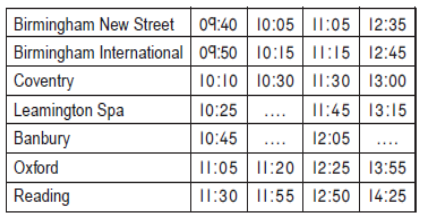 Birmingham New Street 09:40 10:05 11:05 12:35
Birmingham International 09:50 10:15 11:15 12:45
Coventry 10:10 10:30 11:30 13:00
Leamington Spa 10:25 .... 11:45 13:15
Banbury 10:45 .... 12:05 ....
Oxford 11:05 11:20 12:25 13:55
Reading 11:30 11:55 12:50 14:25